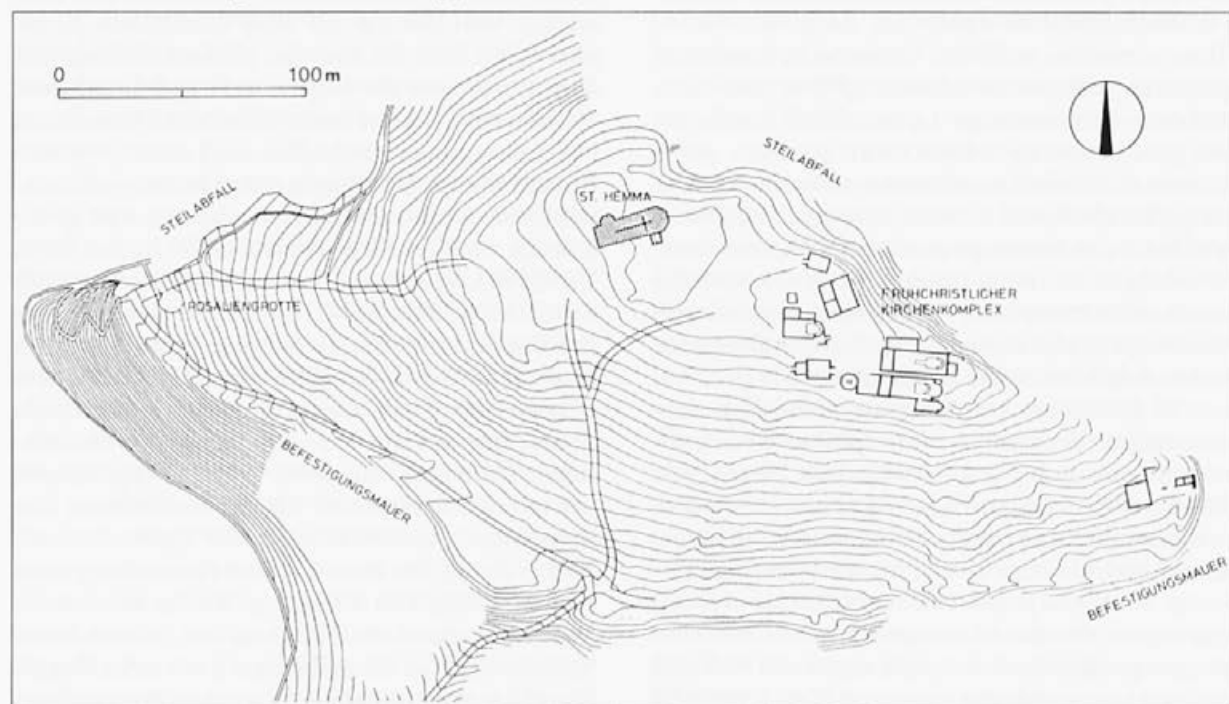 0 100 m
STEILABFALL
STEILABFALL
ST. HEMMA
ROSALIENGROTTE
FRÜHCHRISTLICHER
KIRCHENKOMPLEX
BEFESTIGUNGSMAUER
BEFESTIGUNGSMAUER